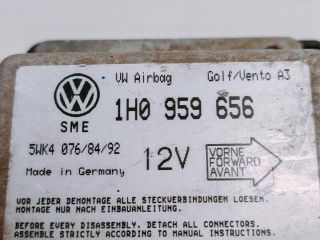 VW Airbag Golf/Vento A3
1H0 959 656
SME
5WK4 076/84/92
Made in Germany
12V
VORNE
FORWARD
AVANT
VOR JEDER DEMONTAGE ALLE STECKVERBINDUNGEN LOESEN.
MONTAGE NUR NACH EINBAUANLEITUNG.
BEFORE EVERY DISASSEMBLY. DETACH ALL CONNECTORS.
ASSEMBLE STRICTLY ACCORDING TO MANUAL INSTRUCTIONS.